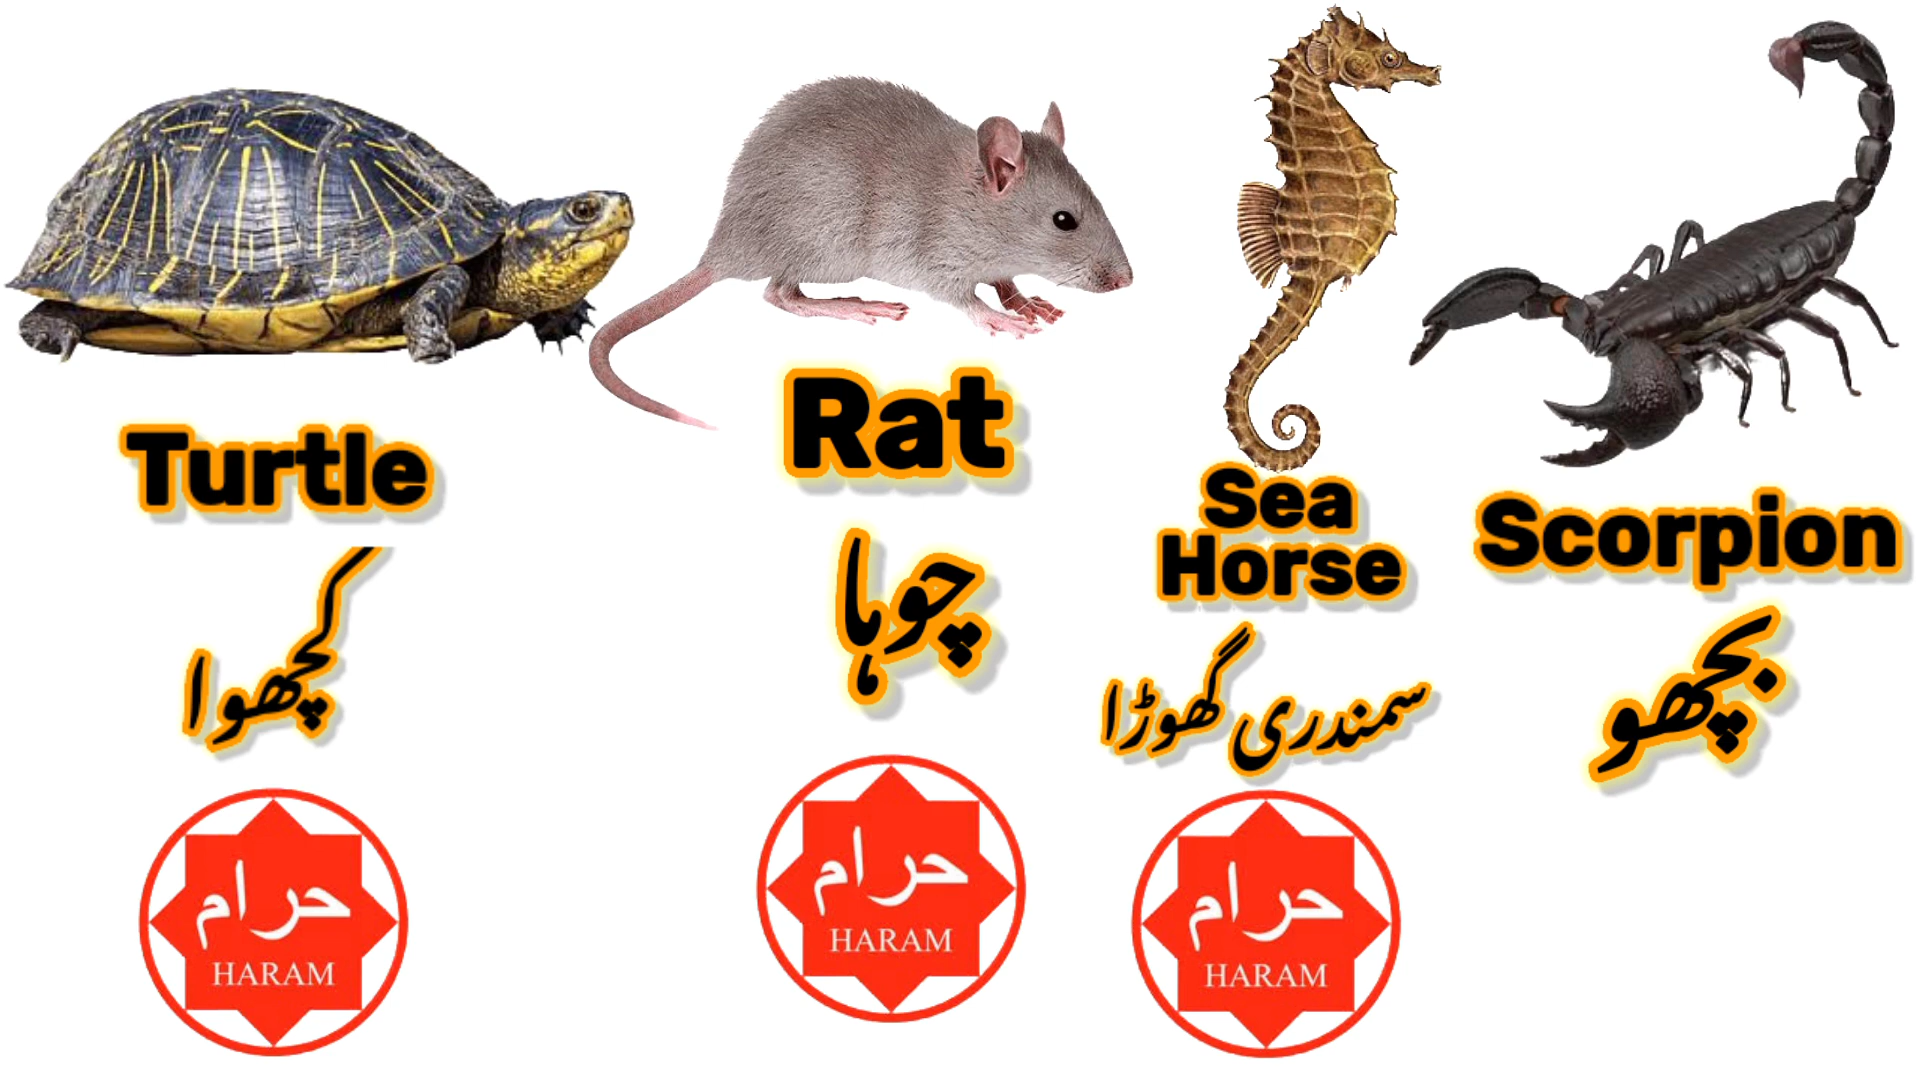 Turtle
کچھوا
حرام
HARAM
Rat
چوہا
حرام
HARAM
Sea
Horse
سمندری گھوڑا
حرام
HARAM
Scorpion
بچھو